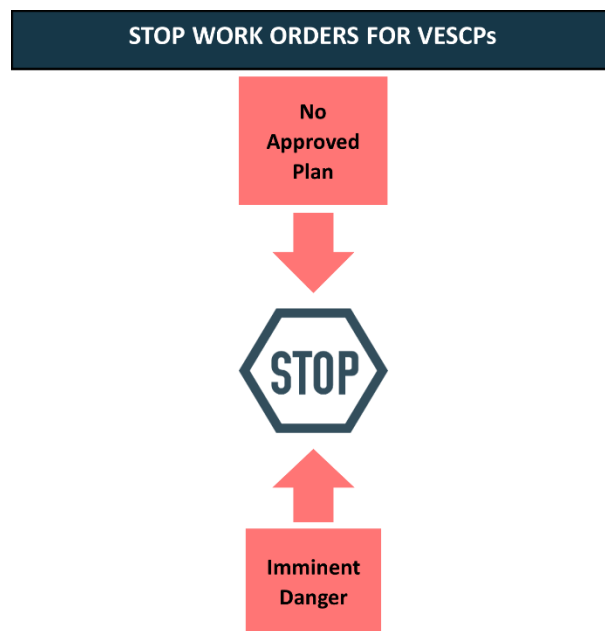 STOP WORK ORDERS FOR VESCPs
No
Approved
Plan
STOP
Imminent
Danger